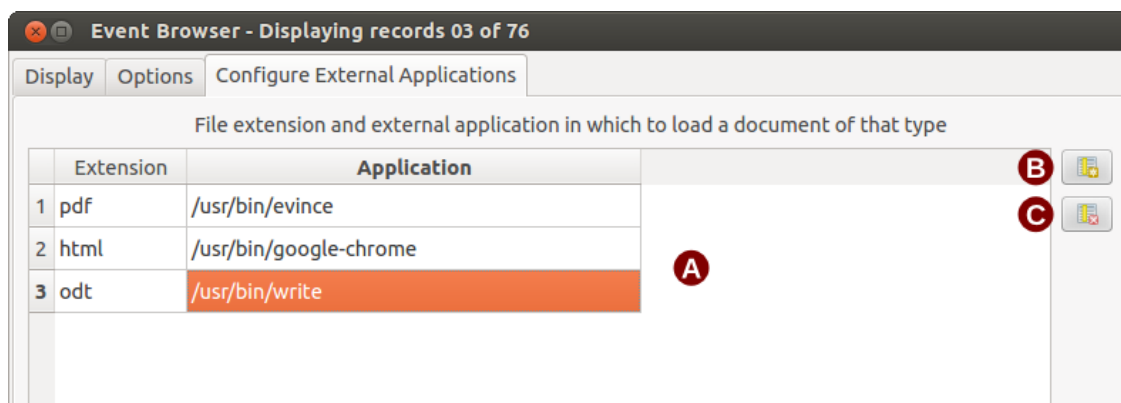 Event Browser - Displaying records 03 of 76
Display Options Configure External Applications
File extension and external application in which to load a document of that type
Extension Application B
1 pdf /usr/bin/evince C
2 html /usr/bin/google-chrome A
3 odt /usr/bin/write